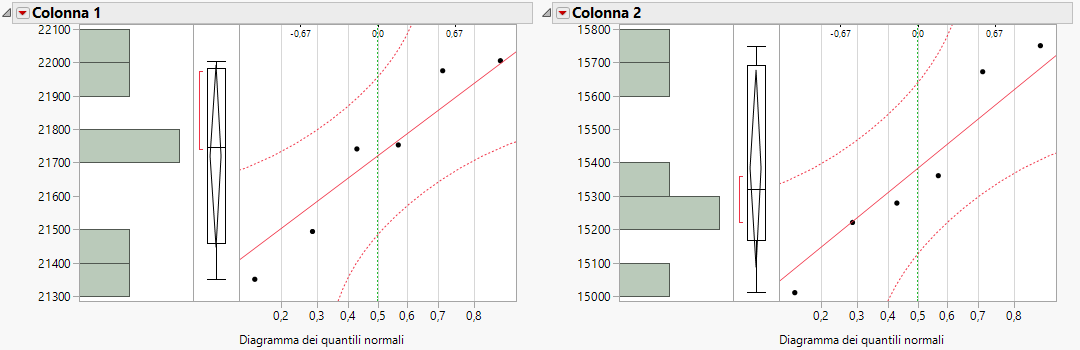 Colonna 1
-0.67 0.0 0.67
22100
22000
21900
21800
21700
21600
21500
21400
21300
0,2 0,3 0,4 0,5 0,6 0,7 0,8
Diagramma dei quantili normali
Colonna 2
-0.67 0.0 0.67
15800
15700
15600
15500
15400
15300
15200
15100
15000
0,2 0,3 0,4 0,5 0,6 0,7 0,8
Diagramma dei quantili normali